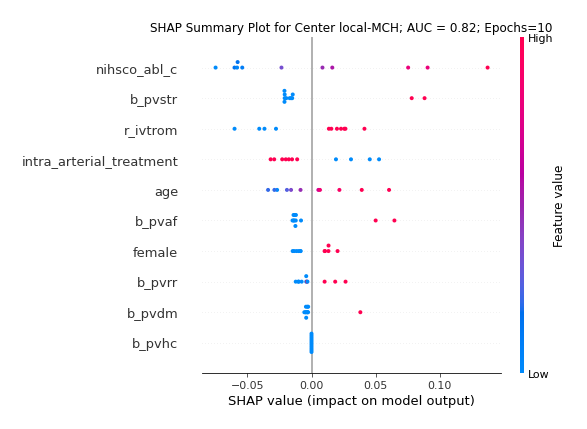 SHAP Summary Plot for Center local-MCH; AUC = 0.82; Epochs=10
High
nihsco_abl_c
b_pvstr
r_ivtrom
intra_arterial_treatment
age
b_pvaf
female
b_pvrr
b_pvdm
b_pvhc
Feature value
Low
−0.05 0.00 0.05 0.10
SHAP value (impact on model output)